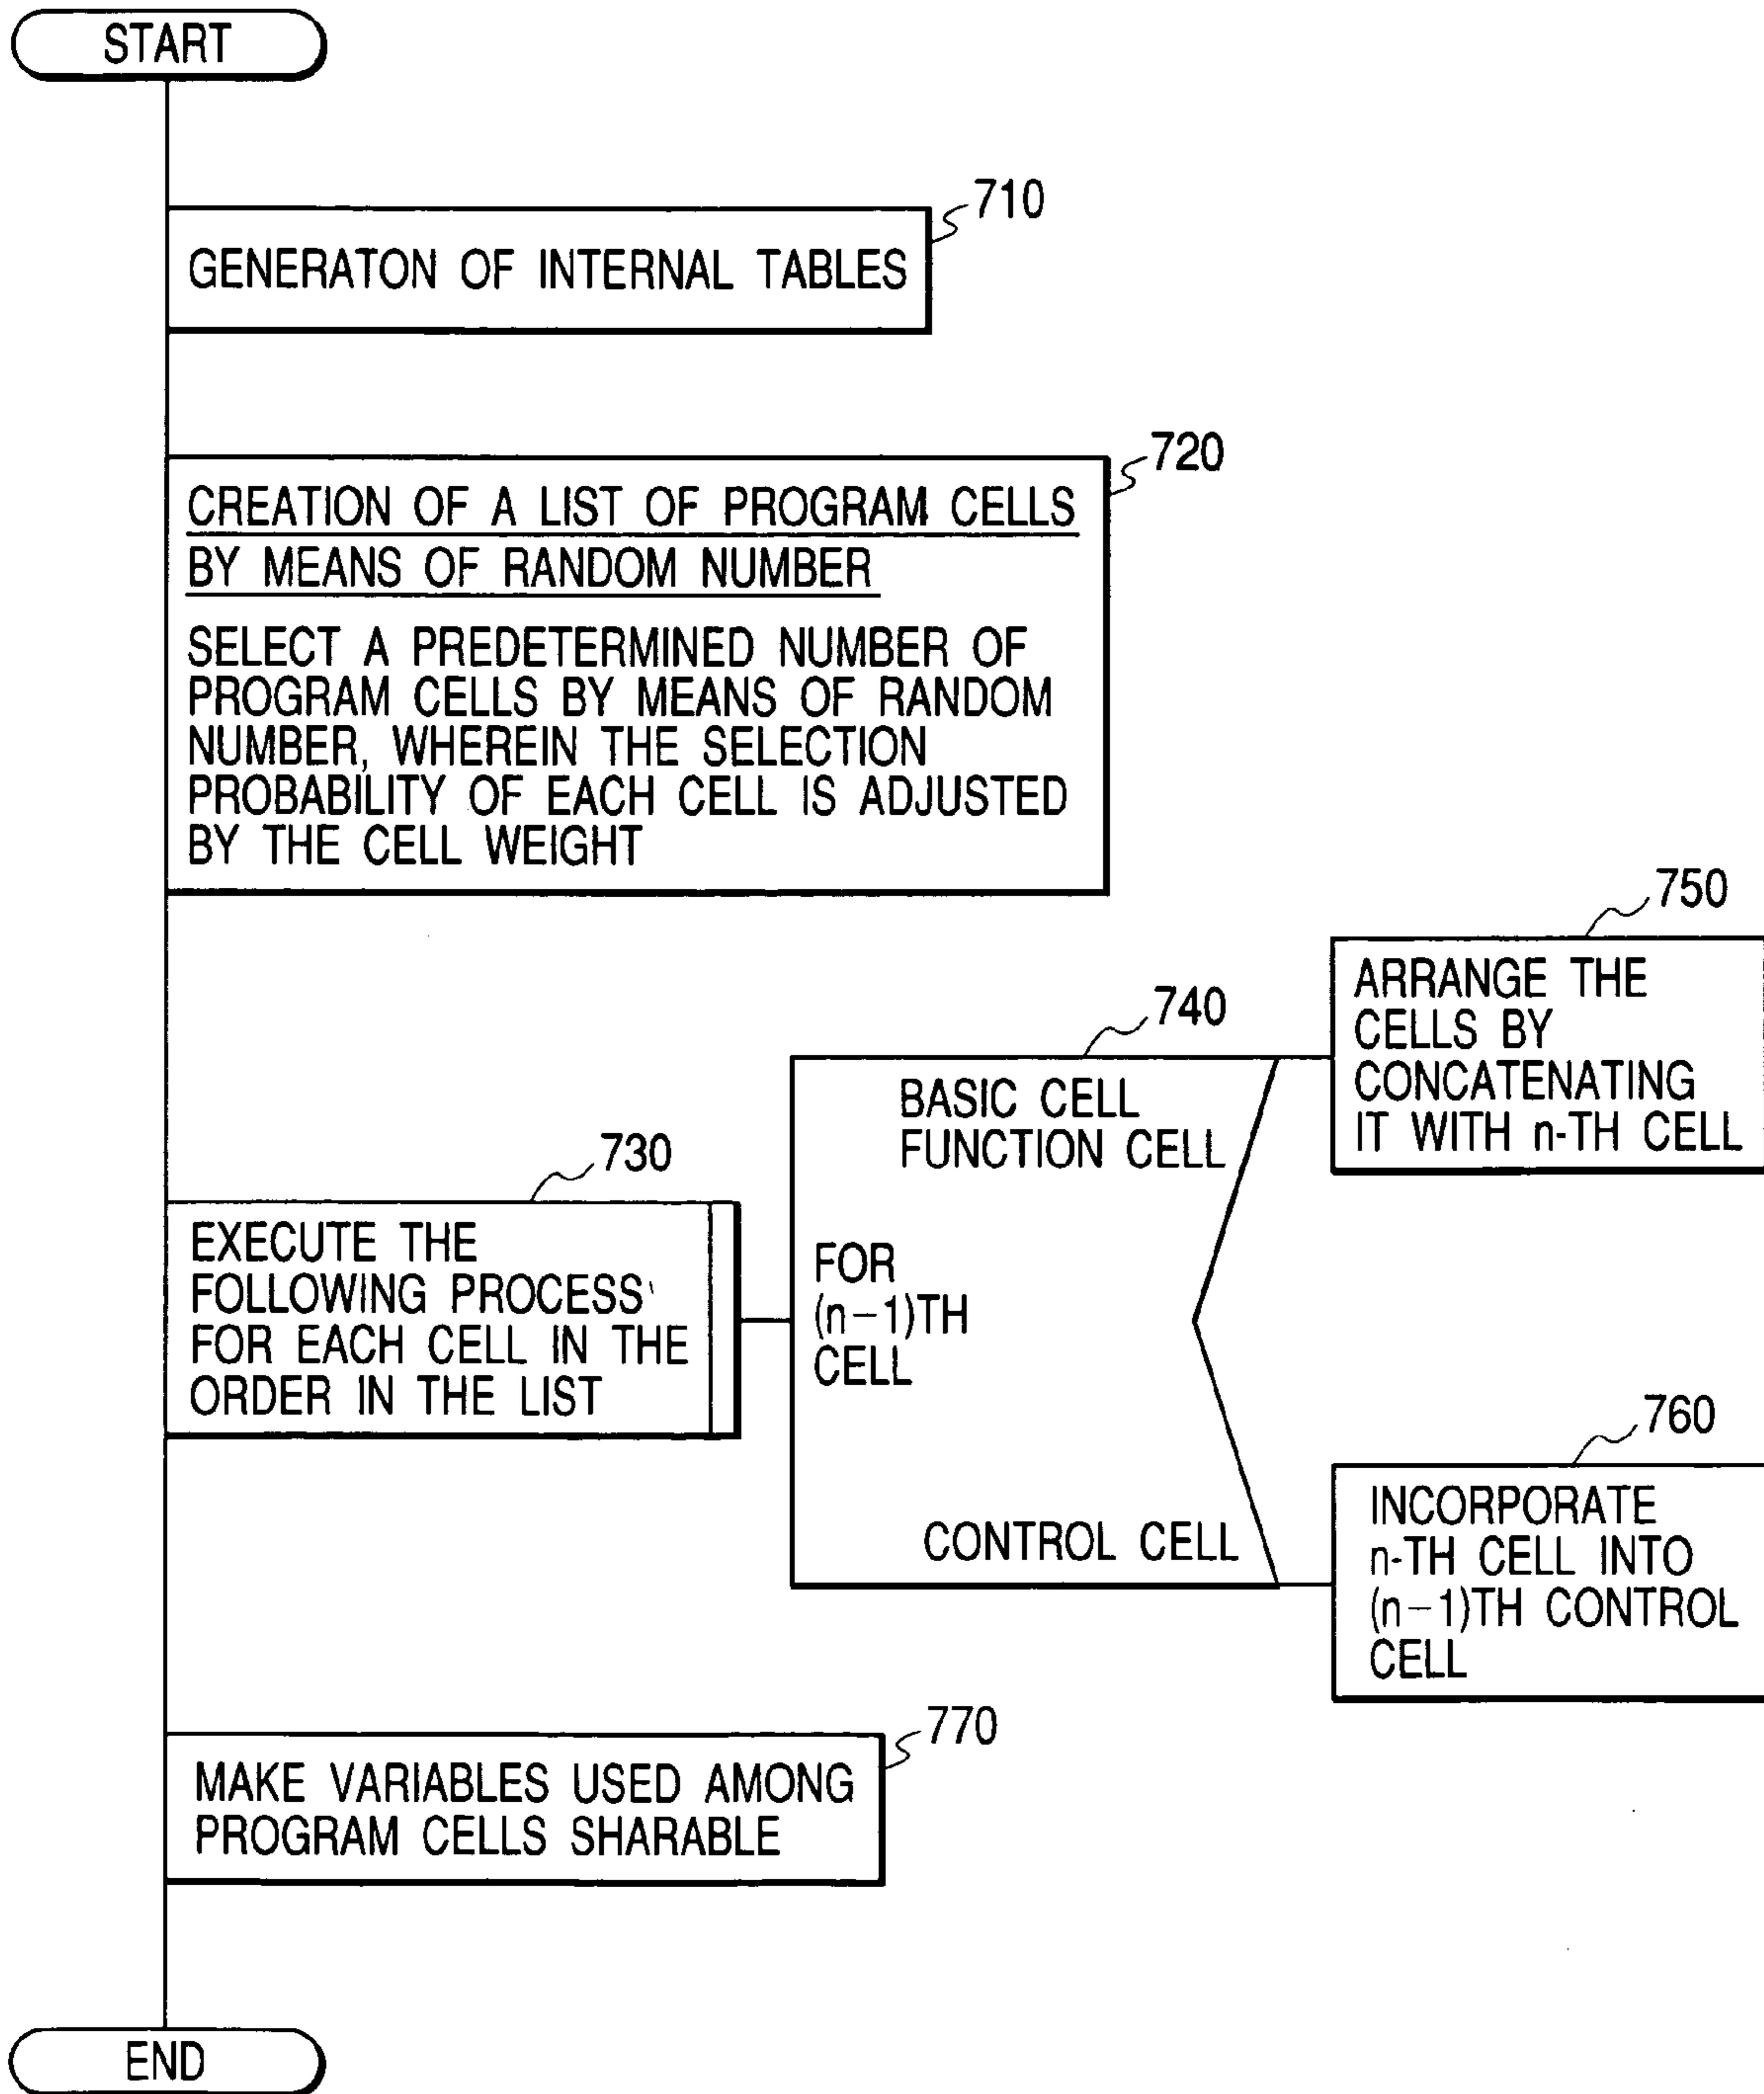 START
710
GENERATON OF INTERNAL TABLES
720
CREATION OF A LIST OF PROGRAM CELLS
BY MEANS OF RANDOM NUMBER
SELECT A PREDETERMINED NUMBER OF
PROGRAM CELLS BY MEANS OF RANDOM
NUMBER, WHEREIN THE SELECTION
PROBABILITY OF EACH CELL IS ADJUSTED
BY THE CELL WEIGHT
730
EXECUTE THE
FOLLOWING PROCESS
FOR EACH CELL IN THE
ORDER IN THE LIST
740
BASIC CELL
FUNCTION CELL
FOR
(n−1)TH
CELL
CONTROL CELL
750
ARRANGE THE
CELLS BY
CONCATENATING
IT WITH n-TH CELL
760
INCORPORATE
n-TH CELL INTO
(n−1)TH CONTROL
CELL
770
MAKE VARIABLES USED AMONG
PROGRAM CELLS SHARABLE
END